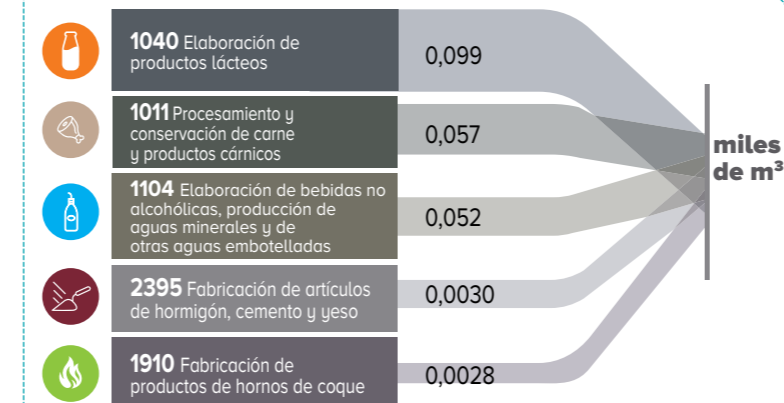 1040 Elaboración de
productos lácteos
0,099
1011 Procesamiento y
conservación de carne
y productos cárnicos
0,057
1104 Elaboración de bebidas no
alcohólicas, producción de
aguas minerales y de
otras aguas embotelladas
0,052
2395 Fabricación de artículos
de hormigón, cemento y yeso
0,0030
1910 Fabricación de
productos de hornos de coque
0,0028
miles
de m³